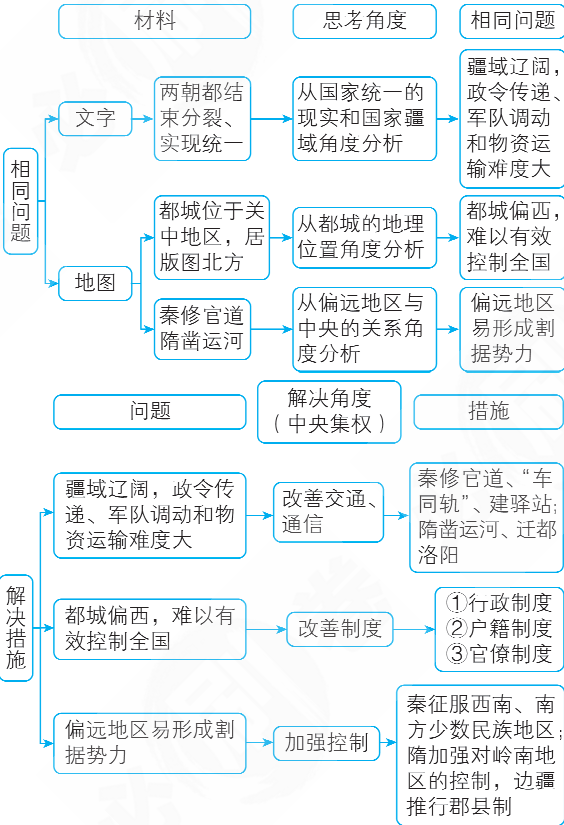 材料
思考角度
相同问题
相同问题
文字
两朝都结
束分裂、
实现统一
从国家统一的
现实和国家疆
域角度分析
疆域辽阔，
政令传递、
军队调动
和物资运
输难度大
地图
都城位于关
中地区，居
版图北方
从都城的地理
位置角度分析
都城偏西，
难以有效
控制全国
秦修官道
隋凿运河
从偏远地区与
中央的关系角
度分析
偏远地区
易形成割
据势力
问题
解决角度
（中央集权）
措施
解决措施
疆域辽阔，政令传
递、军队调动和物
资运输难度大
改善交通、
通信
秦修官道、“车
同轨”、建驿站；
隋凿运河、迁都
洛阳
都城偏西，难以有
效控制全国
改善制度
①行政制度
②户籍制度
③官僚制度
偏远地区易形成割
据势力
加强控制
秦征服西南、南
方少数民族地区；
隋加强对岭南地
区的控制，边疆
推行郡县制